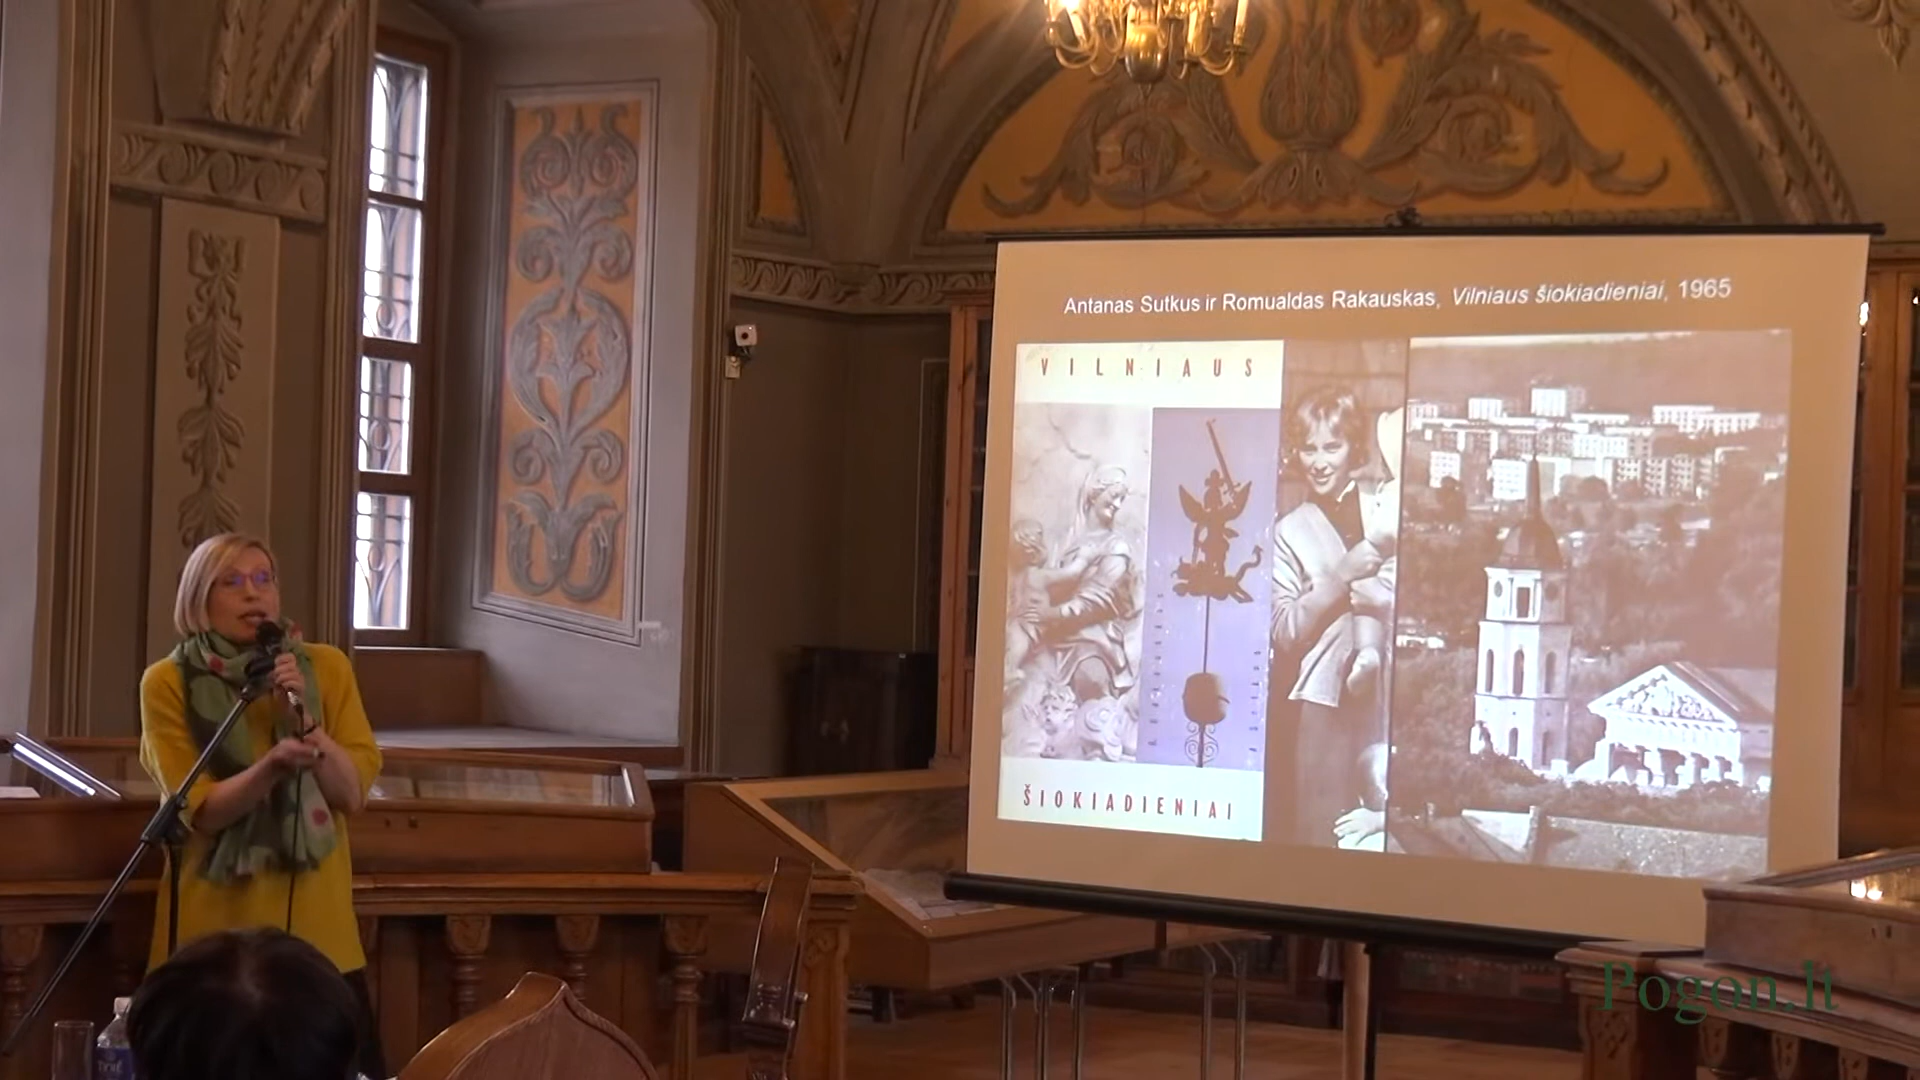 Antanas Sutkus ir Romualdas Rakauskas, Vilniaus šiokiadieniai, 1965
VILNIAUS
ŠIOKIADIENIAI
Pogon.lt